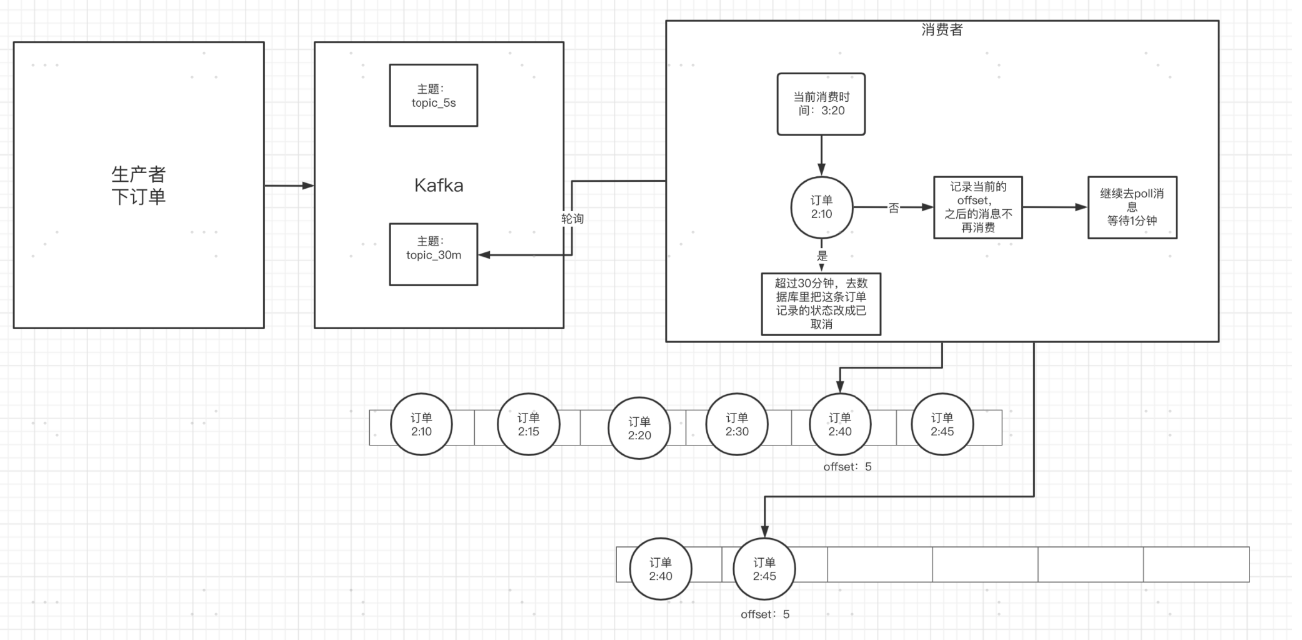 生产者
下订单
主题：
topic_5s
Kafka
主题：
topic_30m
轮询
消费者
当前消费时
间：3:20
订单
2:10
否
记录当前的
offset，
之后的消息不
再消费
继续去poll消
息
等待1分钟
是
超过30分钟，去数
据库里把这条订单
记录的状态改成已
取消
订单
2:10
订单
2:15
订单
2:20
订单
2:30
订单
2:40
订单
2:45
offset：5
订单
2:40
订单
2:45
offset：5